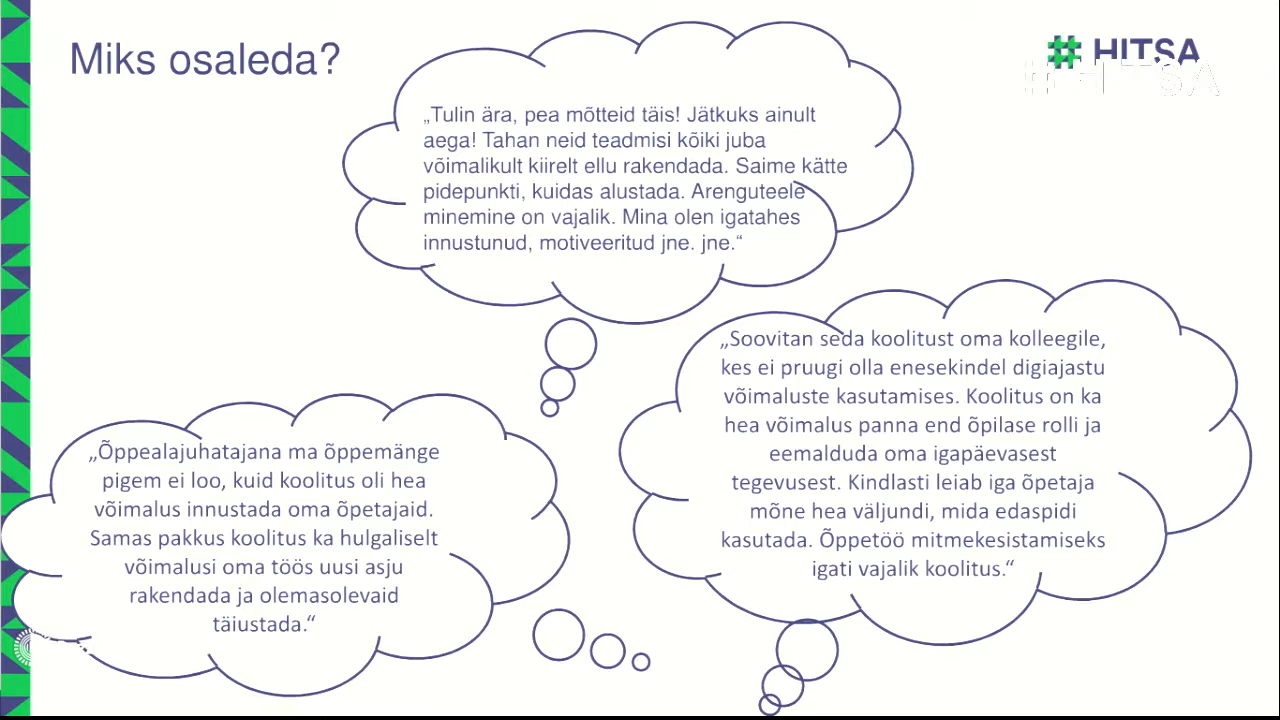 Miks osaleda?
# HITSA
# HITSA
„Tulin ära, pea mõtteid täis! Jätkuks ainult
aega! Tahan neid teadmisi kõiki juba
võimalikult kiirelt ellu rakendada. Saime kätte
pidepunkti, kuidas alustada. Arenguteele
minemine on vajalik. Mina olen igatahes
innustunud, motiveeritud jne. jne.“
„Soovitan seda koolitust oma kolleegile,
kes ei pruugi olla enesekindel digiajastu
võimaluste kasutamises. Koolitus on ka
hea võimalus panna end õpilase rolli ja
eemalduda oma igapäevasest
tegevusest. Kindlasti leiab iga õpetaja
mõne hea väljundi, mida edaspidi
kasutada. Õppetöö mitmekesistamiseks
igati vajalik koolitus.“
„Õppealajuhatajana ma õppemänge
pigem ei loo, kuid koolitus oli hea
võimalus innustada oma õpetajaid.
Samas pakkus koolitus ka hulgaliselt
võimalusi oma töös uusi asju
rakendada ja olemasolevaid
täiustada.“